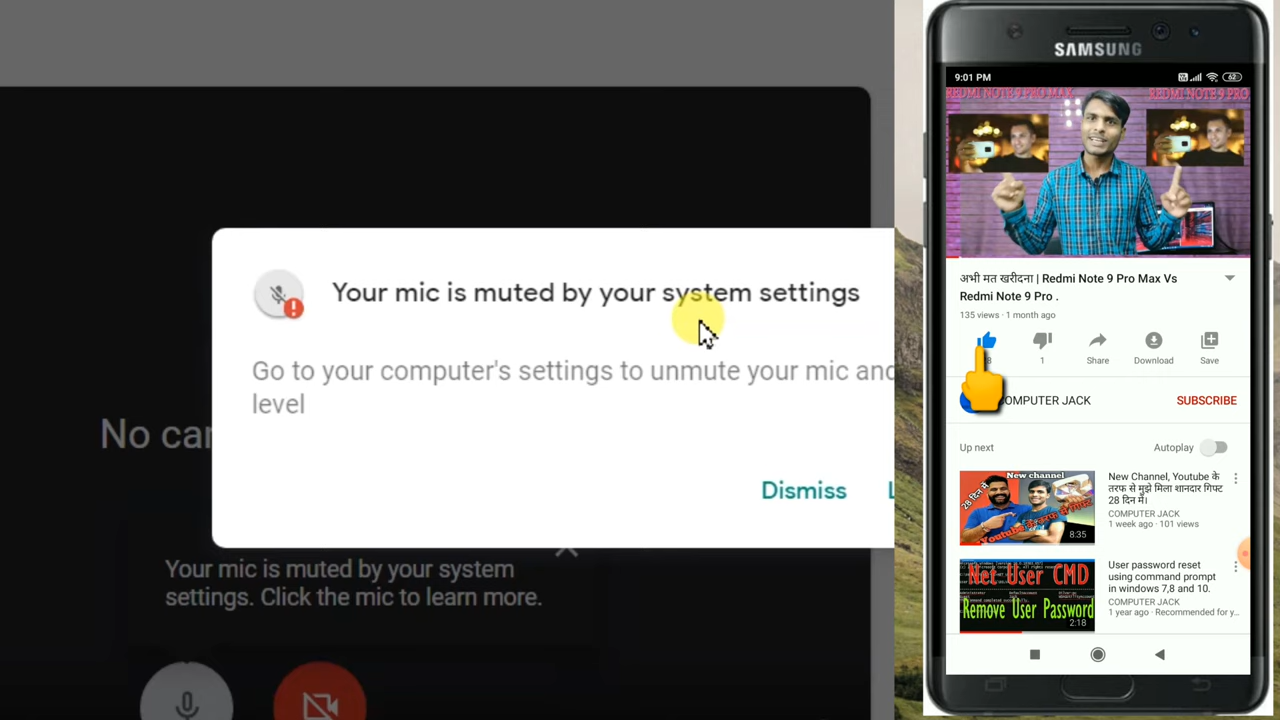 Your mic is muted by your system settings
Go to your computer's settings to unmute your mic and
level
No
Dismiss
Your mic is muted by your system
settings. Click the mic to learn more.
SAMSUNG
9:01 PM
62
REDMI NOTE 9 PRO MAX
REDMI NOTE 9 PRO
अभी मत खरीदना | Redmi Note 9 Pro Max Vs
Redmi Note 9 Pro .
135 views · 1 month ago
1
Share
Download
Save
COMPUTER JACK
SUBSCRIBE
Up next
Autoplay
New channel
28 दिन में
8:35
New Channel, Youtube के
तरफ से मुझे मिला शानदार गिफ्ट
28 दिन में।
COMPUTER JACK
1 week ago · 101 views
Net User CMD
Remove User Password
2:18
User password reset
using command prompt
in windows 7,8 and 10.
COMPUTER JACK
1 year ago · Recommended for y...